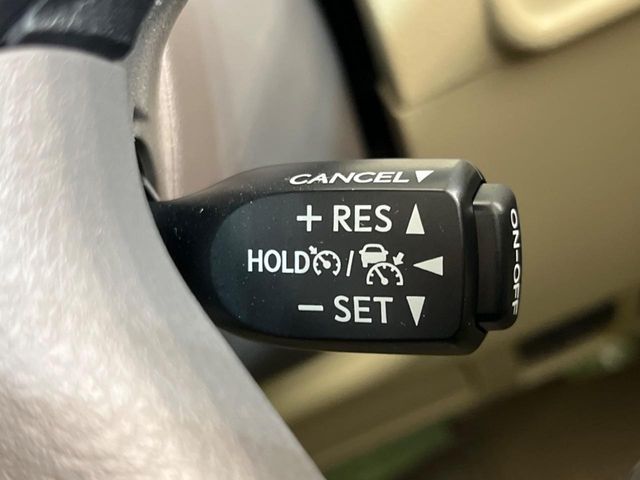 CANCEL▼
+ RES ▲
HOLD / ◀
− SET ▼
ON-OFF